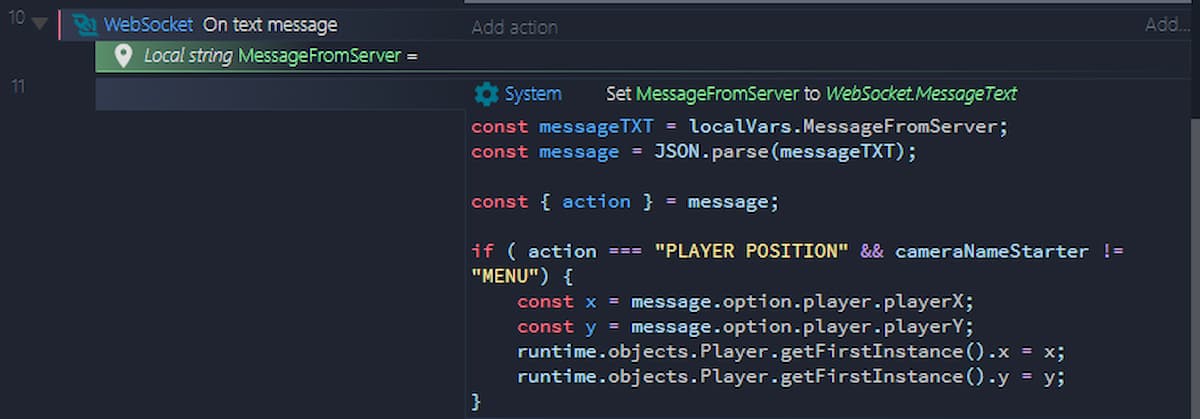 10 WebSocket On text message Add action Add...
Local string MessageFromServer =
11
System Set MessageFromServer to WebSocket.MessageText
const messageTXT = localVars.MessageFromServer;
const message = JSON.parse(messageTXT);
const { action } = message;
if ( action === "PLAYER POSITION" && cameraNameStarter !=
"MENU") {
const x = message.option.player.playerX;
const y = message.option.player.playerY;
runtime.objects.Player.getFirstInstance().x = x;
runtime.objects.Player.getFirstInstance().y = y;
}